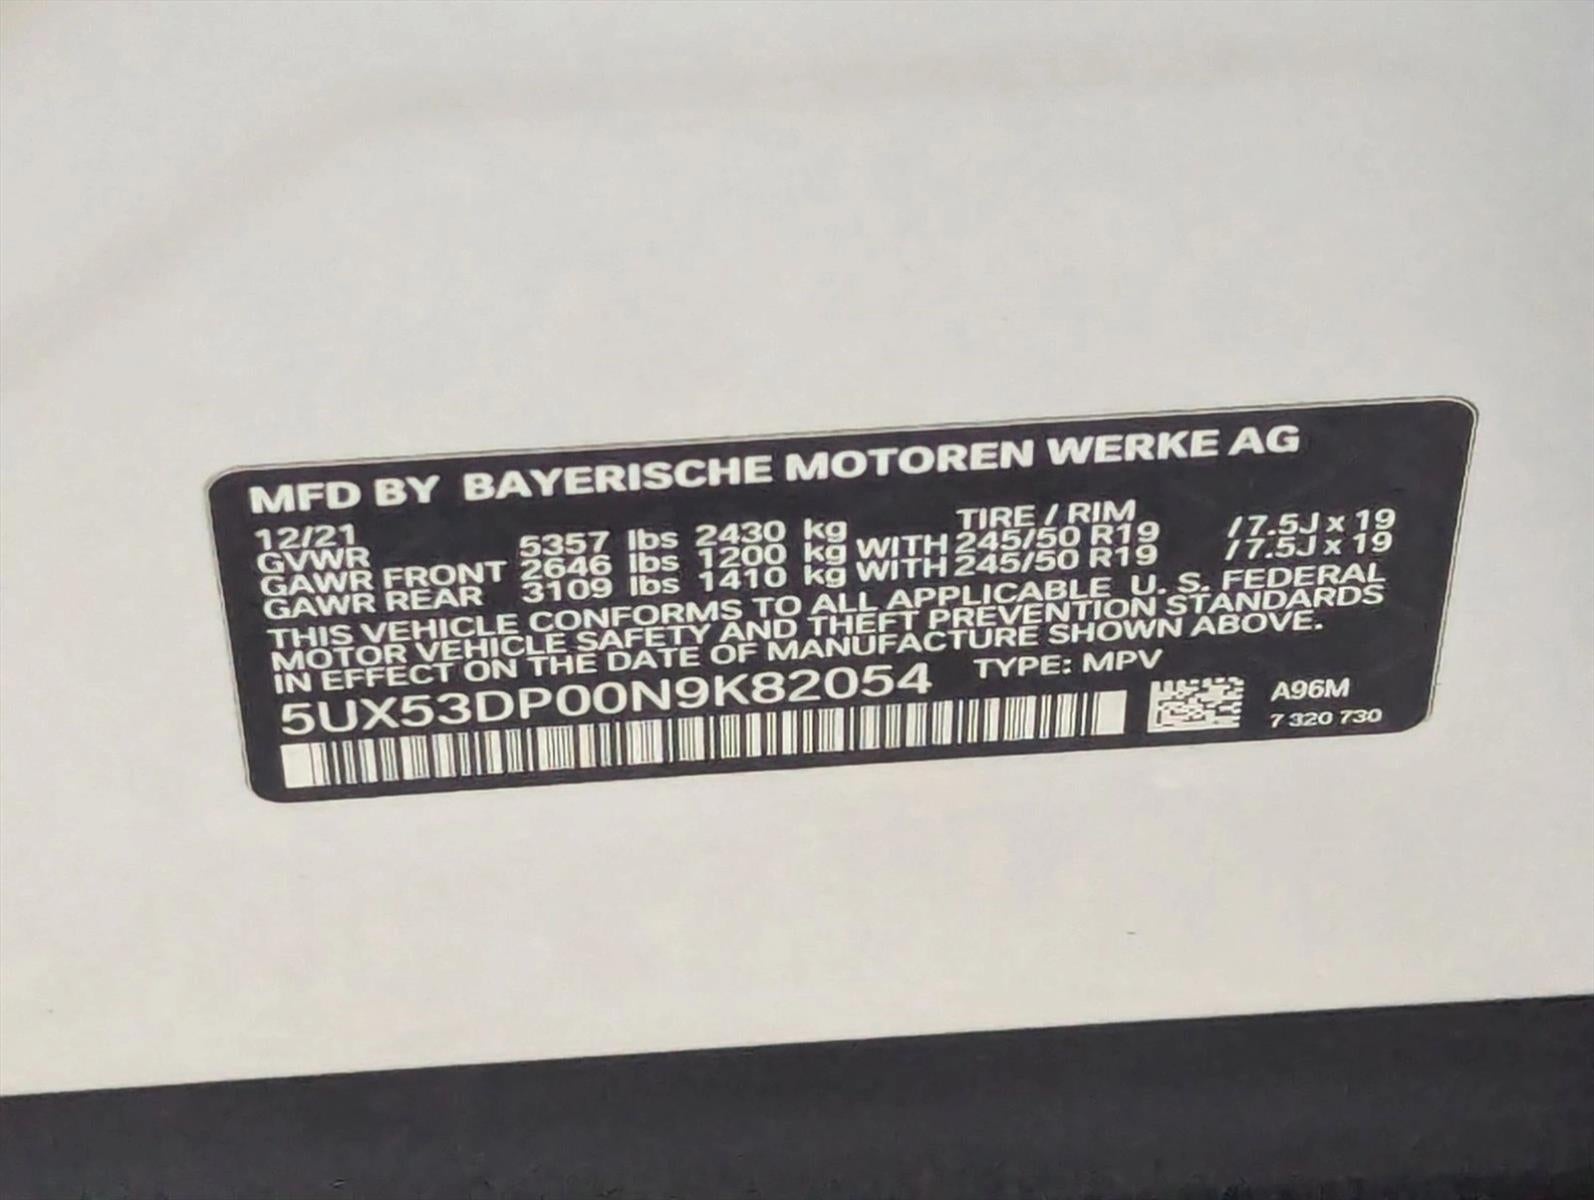 MFD BY BAYERISCHE MOTOREN WERKE AG
12/21 TIRE / RIM
GVWR 5357 lbs 2430 kg
GAWR FRONT 2646 lbs 1200 kg WITH 245/50 R19 / 7.5J x 19
GAWR REAR 3109 lbs 1410 kg WITH 245/50 R19 / 7.5J x 19
THIS VEHICLE CONFORMS TO ALL APPLICABLE U. S. FEDERAL
MOTOR VEHICLE SAFETY AND THEFT PREVENTION STANDARDS
IN EFFECT ON THE DATE OF MANUFACTURE SHOWN ABOVE.
5UX53DP00N9K82054 TYPE: MPV
A96M
7 320 730